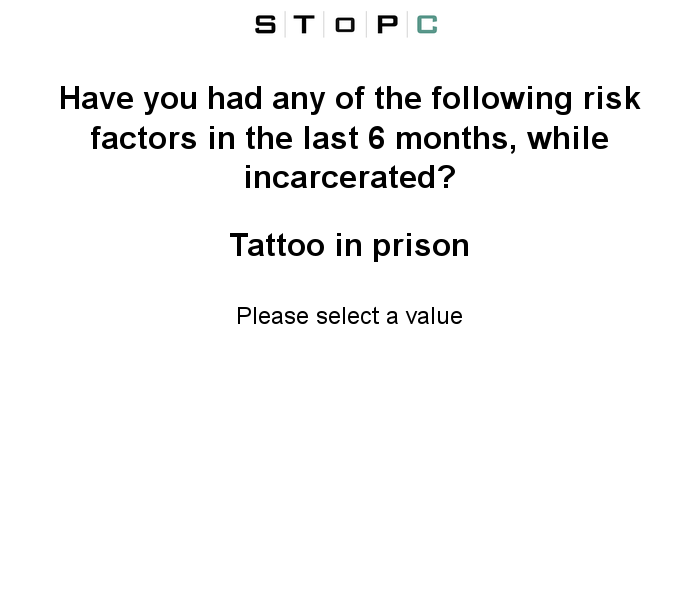 STOPC
Have you had any of the following risk
factors in the last 6 months, while
incarcerated?
Tattoo in prison
Please select a value